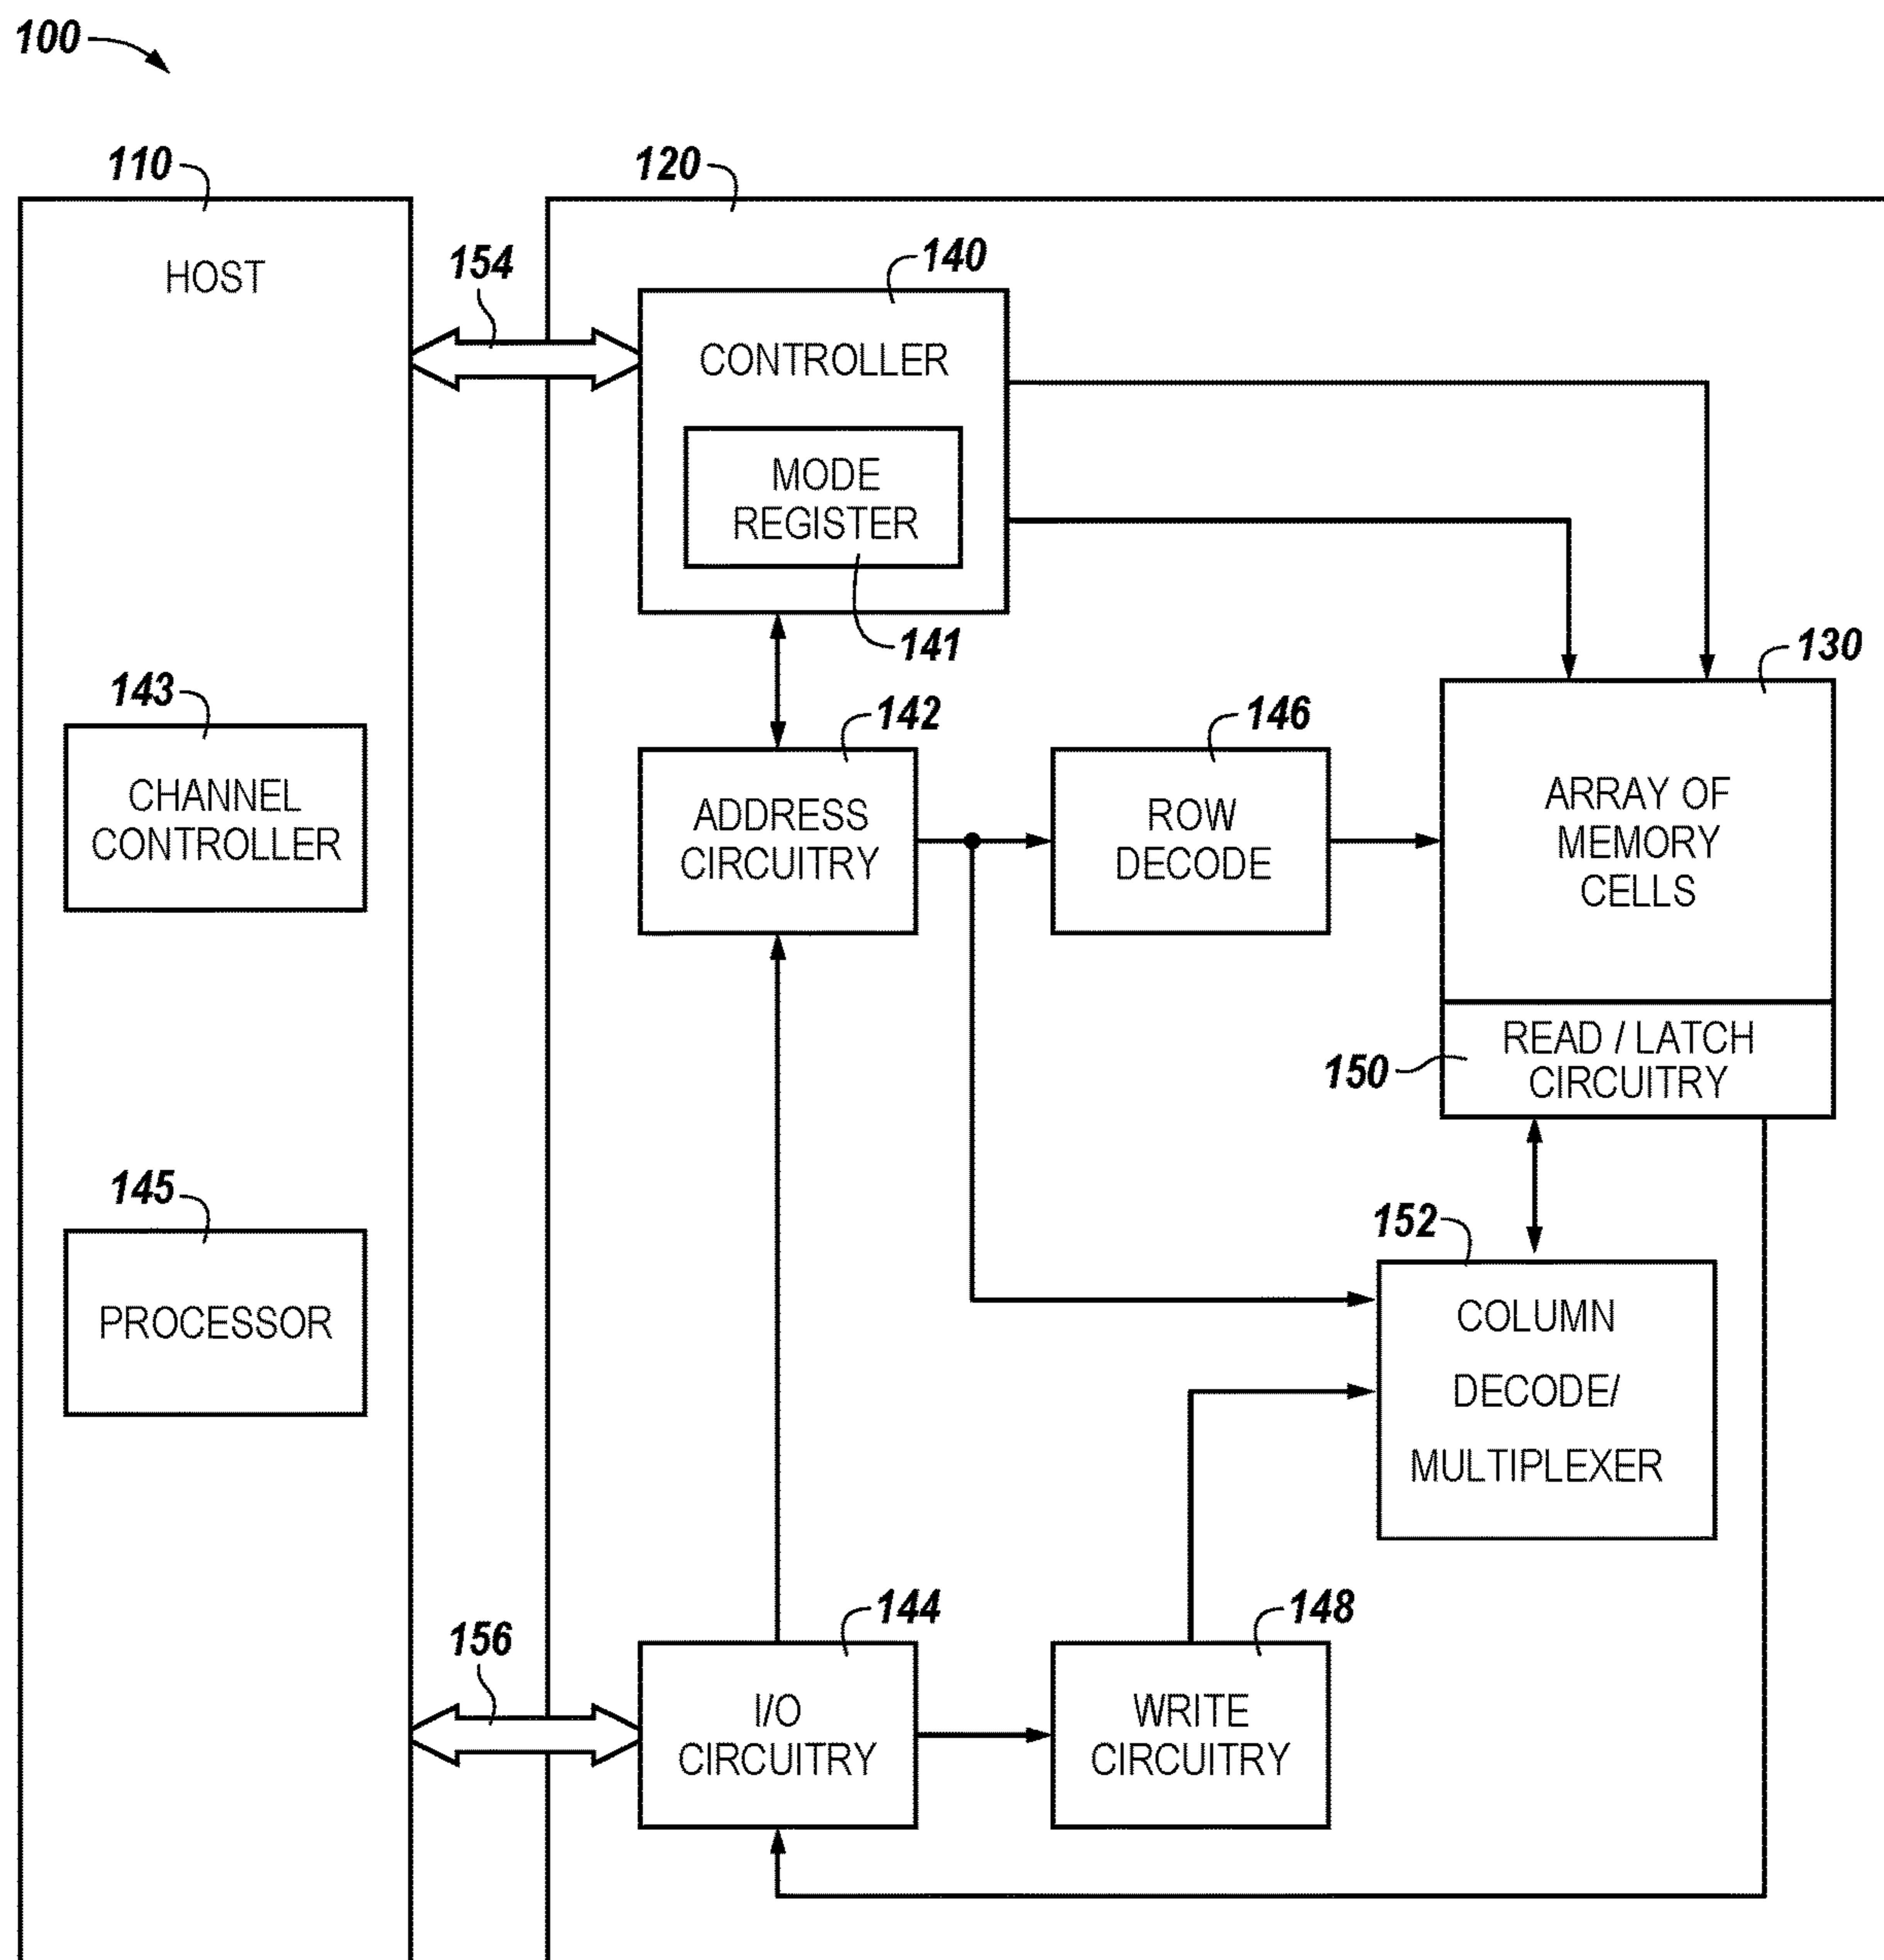 100
110
120
HOST
154
140
CONTROLLER
MODE
REGISTER
141
130
143
142
146
CHANNEL
CONTROLLER
ADDRESS
CIRCUITRY
ROW
DECODE
ARRAY OF
MEMORY
CELLS
READ / LATCH
CIRCUITRY
150
145
152
PROCESSOR
COLUMN
DECODE/
MULTIPLEXER
156
144
148
I/O
CIRCUITRY
WRITE
CIRCUITRY